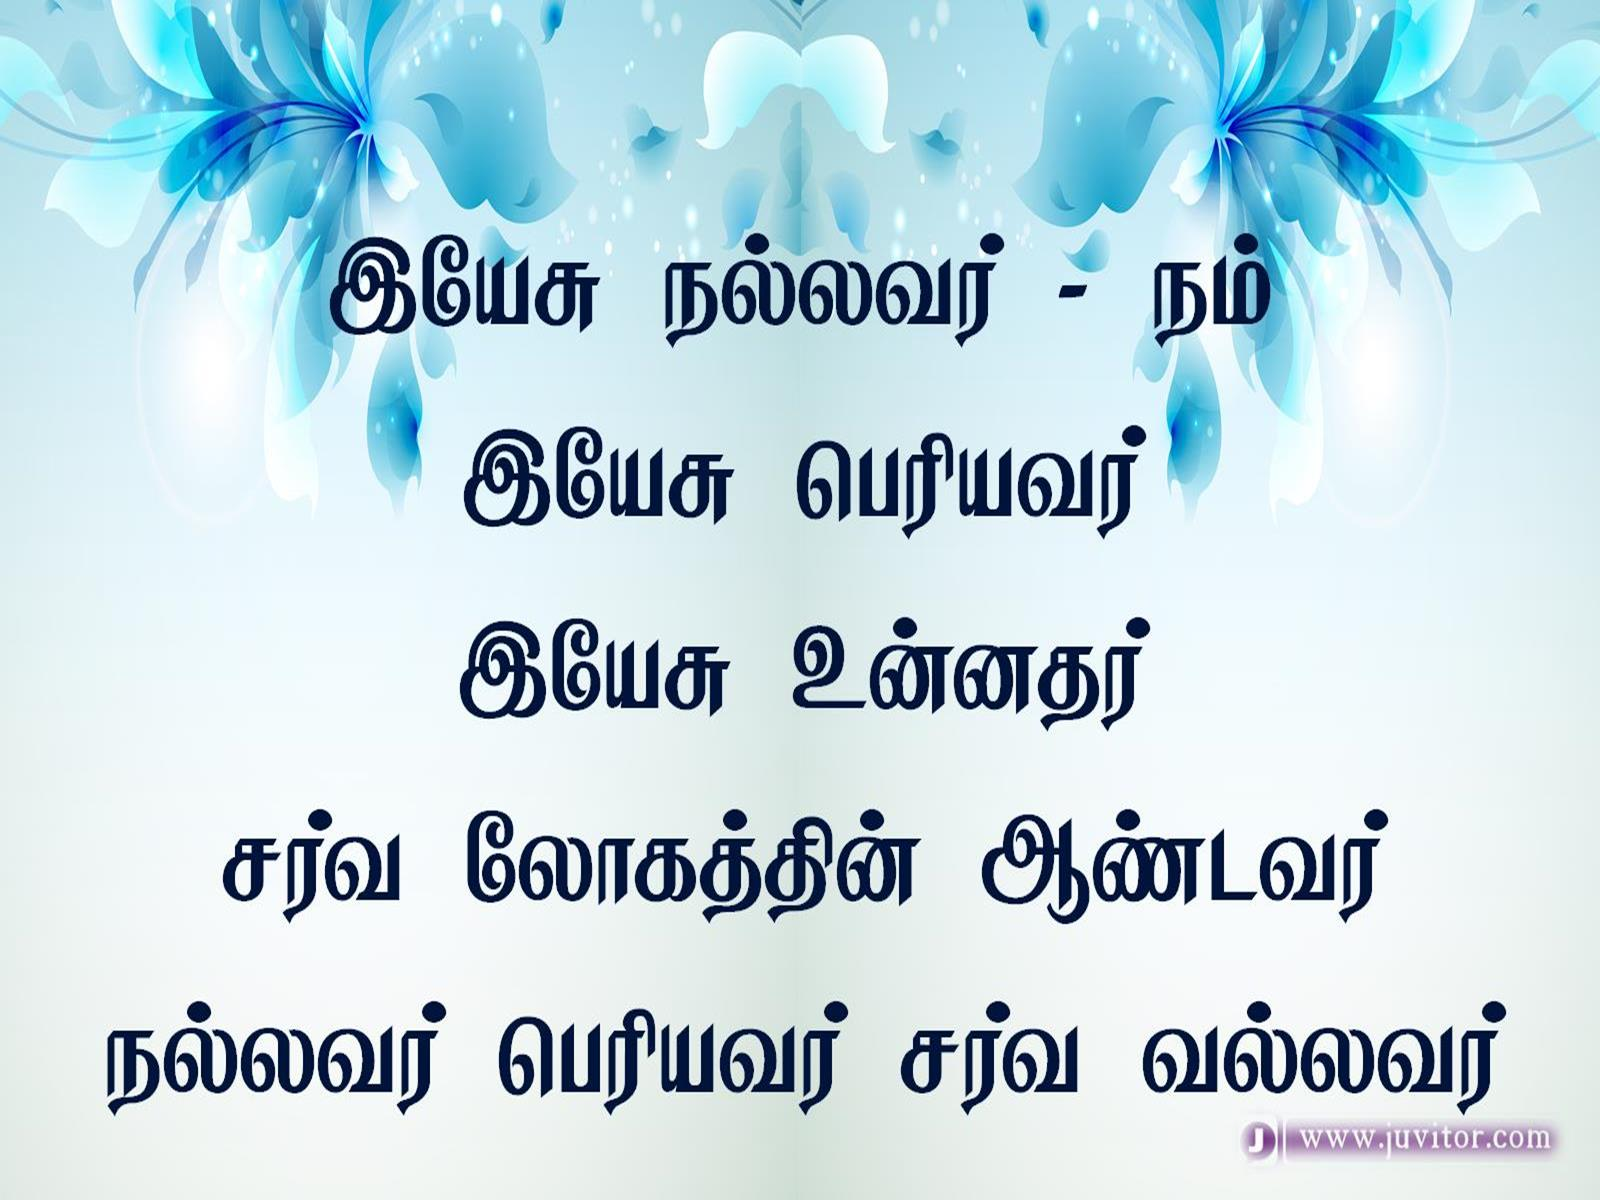 இயேசு நல்லவர் - நம்
இயேசு பெரியவர்
இயேசு உன்னதர்
சர்வ லோகத்தின் ஆண்டவர்
நல்லவர் பெரியவர் சர்வ வல்லவர்
J www.juvitor.com